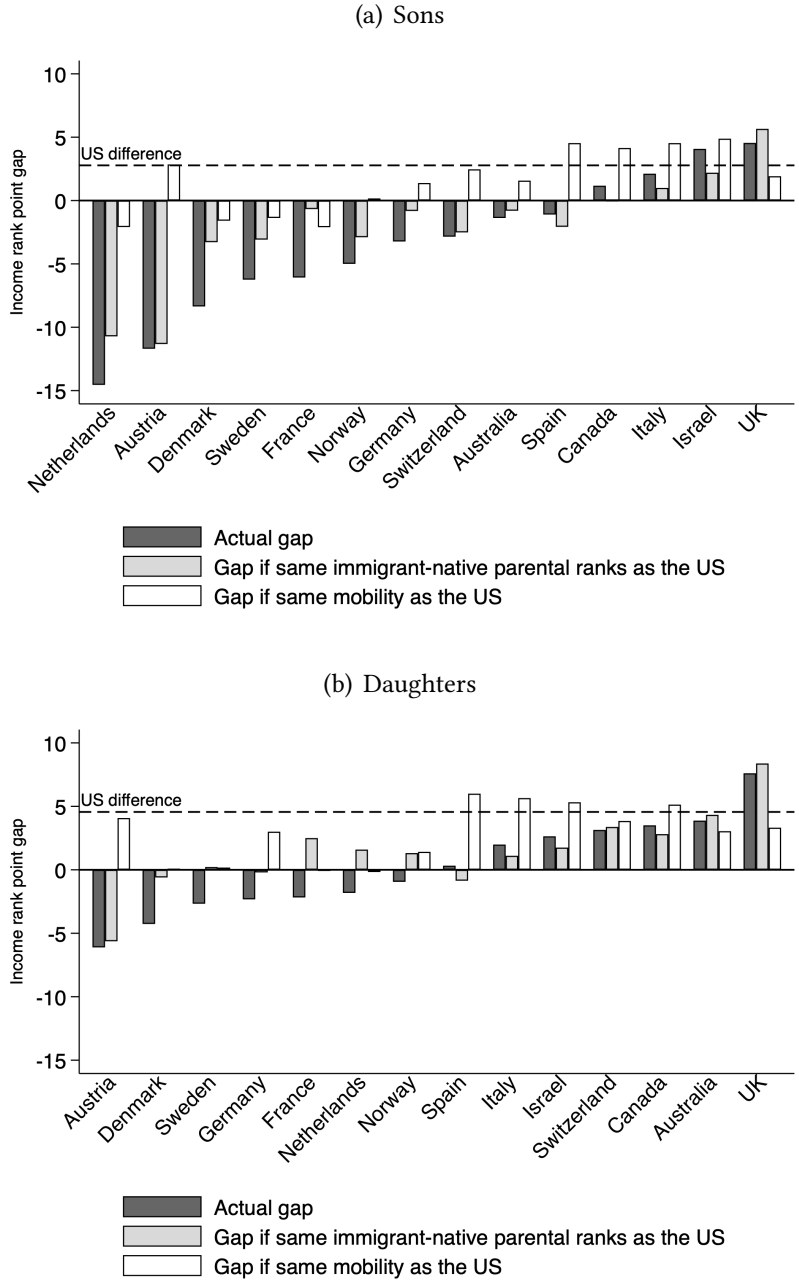 (a) Sons
10
5
0
-5
-10
-15
Income rank point gap
US difference
Netherlands
Austria
Denmark
Sweden
France
Norway
Germany
Switzerland
Australia
Spain
Canada
Italy
Israel
UK
Actual gap
Gap if same immigrant-native parental ranks as the US
Gap if same mobility as the US
(b) Daughters
10
5
0
-5
-10
-15
Income rank point gap
US difference
Austria
Denmark
Sweden
Germany
France
Netherlands
Norway
Spain
Italy
Israel
Switzerland
Canada
Australia
UK
Actual gap
Gap if same immigrant-native parental ranks as the US
Gap if same mobility as the US